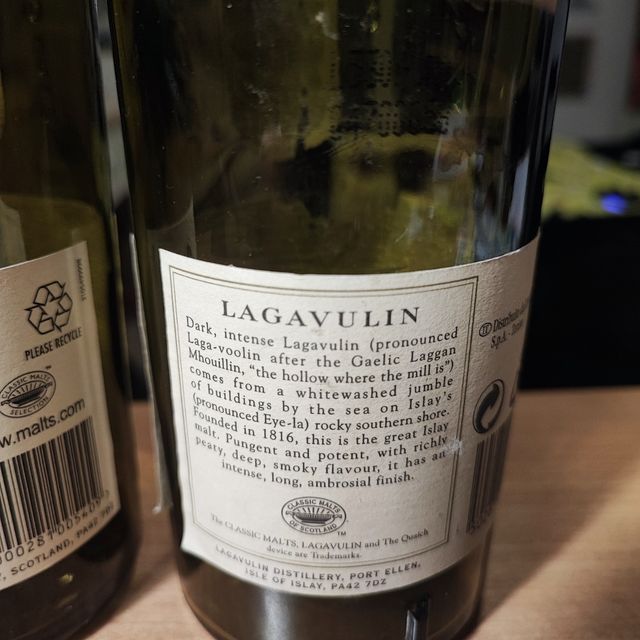 PLEASE RECYCLE
CLASSIC MALTS
SELECTION
w.malts.com
, SCOTLAND, PA42 7D
LAGAVULIN
Dark, intense Lagavulin (pronounced
Laga-voolin after the Gaelic Laggan
Mhouillin, “the hollow where the mill is”)
comes from a whitewashed jumble
of buildings by the sea on Islay’s
(pronounced Eye-la) rocky southern shore.
Founded in 1816, this is the great Islay
malt. Pungent and potent, with richly
peaty, deep, smoky flavour, it has an
intense, long, ambrosial finish.
CLASSIC MALTS
OF SCOTLAND
TM
The CLASSIC MALTS, LAGAVULIN and The Quaich
device are Trademarks.
LAGAVULIN DISTILLERY, PORT ELLEN,
ISLE OF ISLAY, PA42 7DZ
S.p.A. -